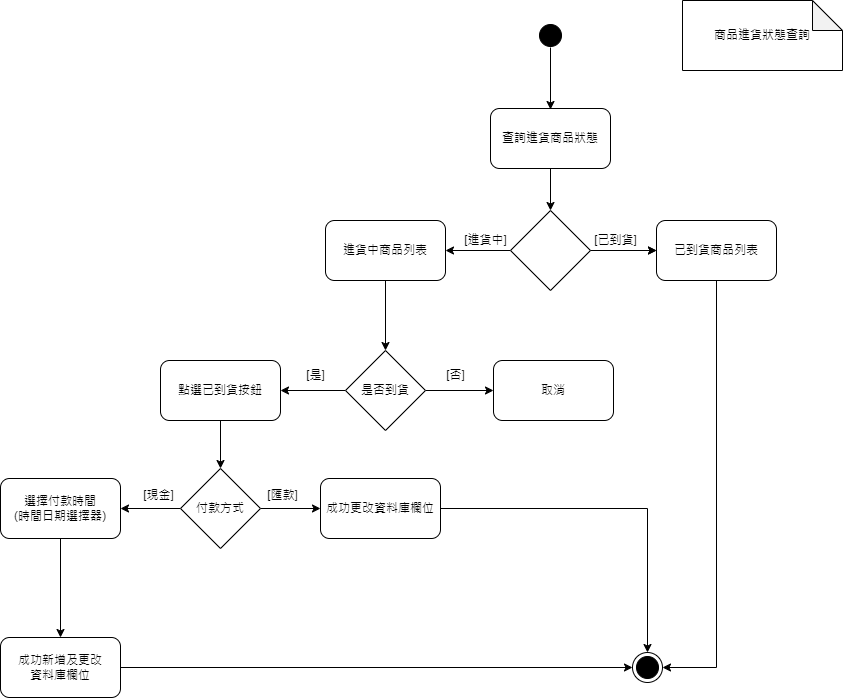 商品進貨狀態查詢
查詢進貨商品狀態
[進貨中]
[已到貨]
進貨中商品列表
已到貨商品列表
[是]
[否]
點選已到貨按鈕
是否到貨
取消
[現金]
[匯款]
選擇付款時間
(時間日期選擇器)
付款方式
成功更改資料庫欄位
成功新增及更改
資料庫欄位